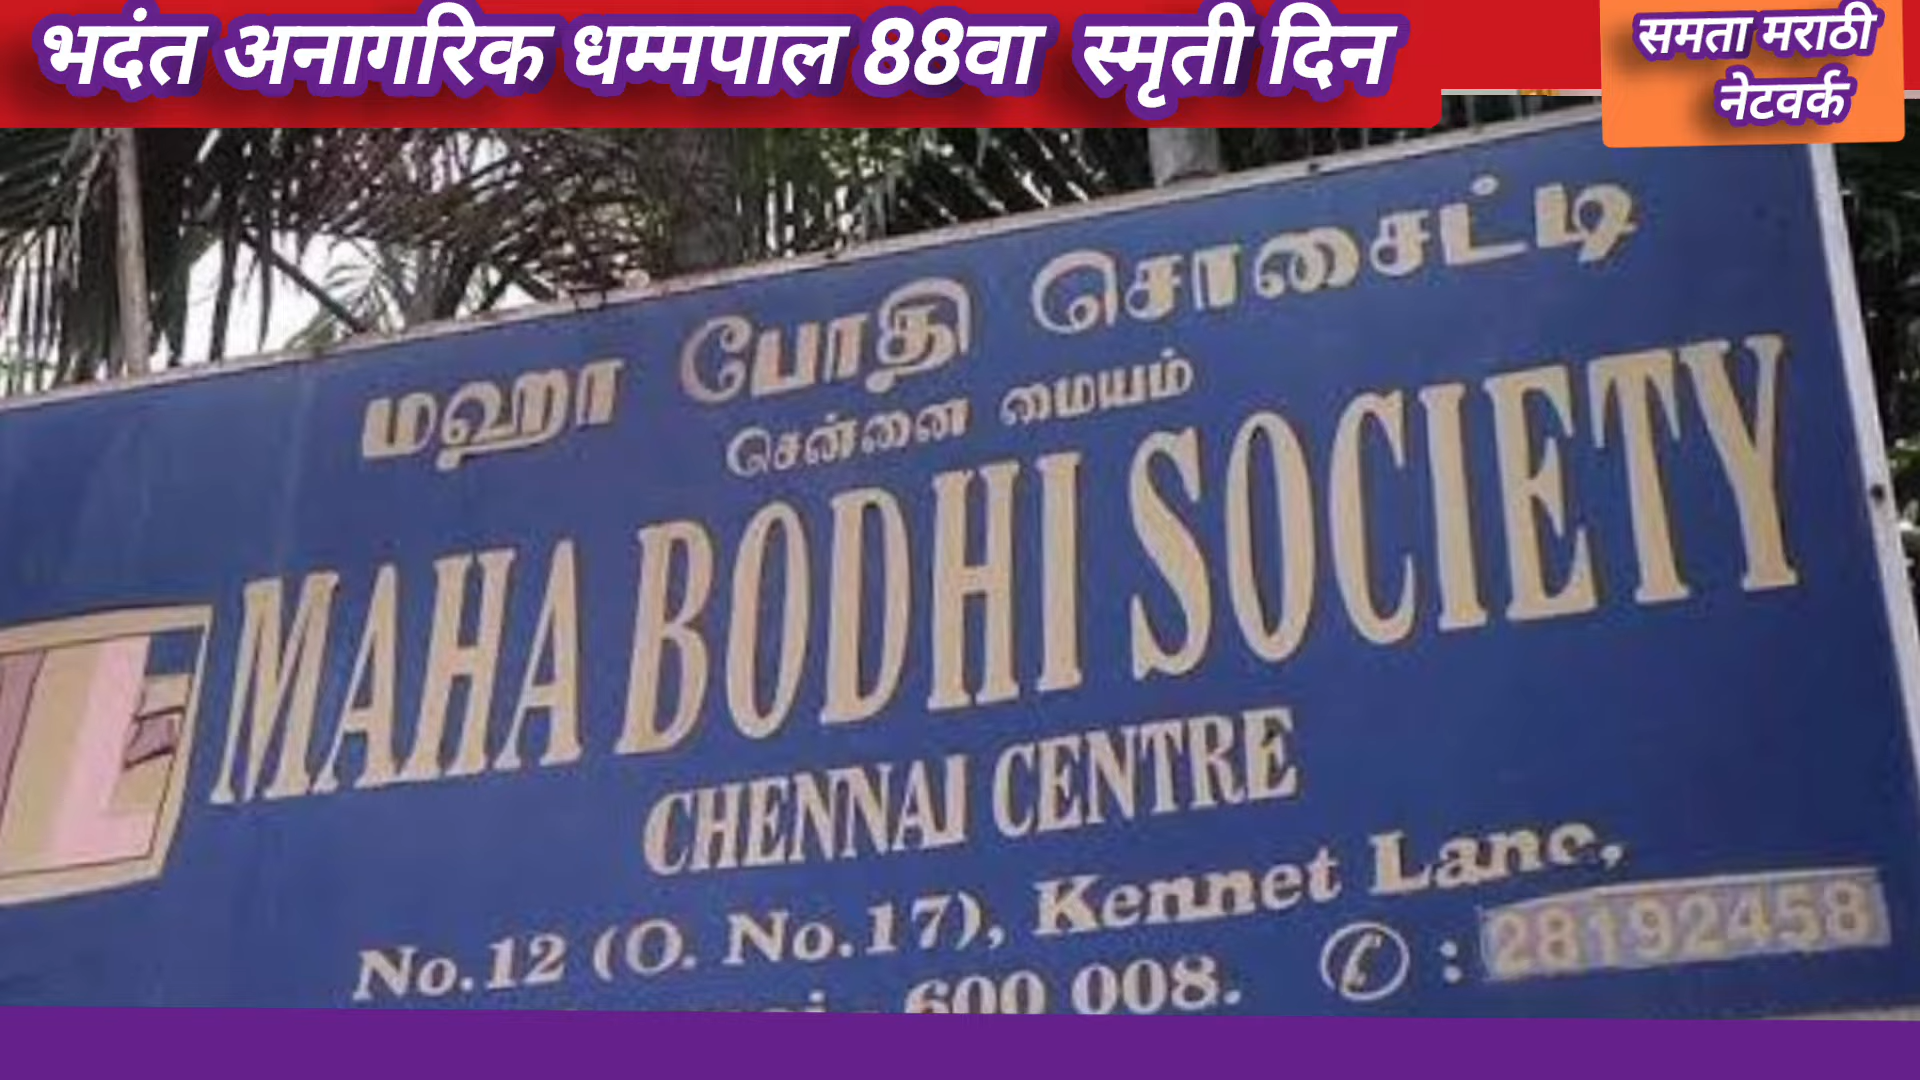 भदंत अनागरिक धम्मपाल 88वा स्मृती दिन
समता मराठी
नेटवर्क
மஹா போதி சொசைட்டி
சென்னை மையம்
MAHA BODHI SOCIETY
CHENNAI CENTRE
No.12 (O. No.17), Kennet Lane,
600 008.
: 28192458